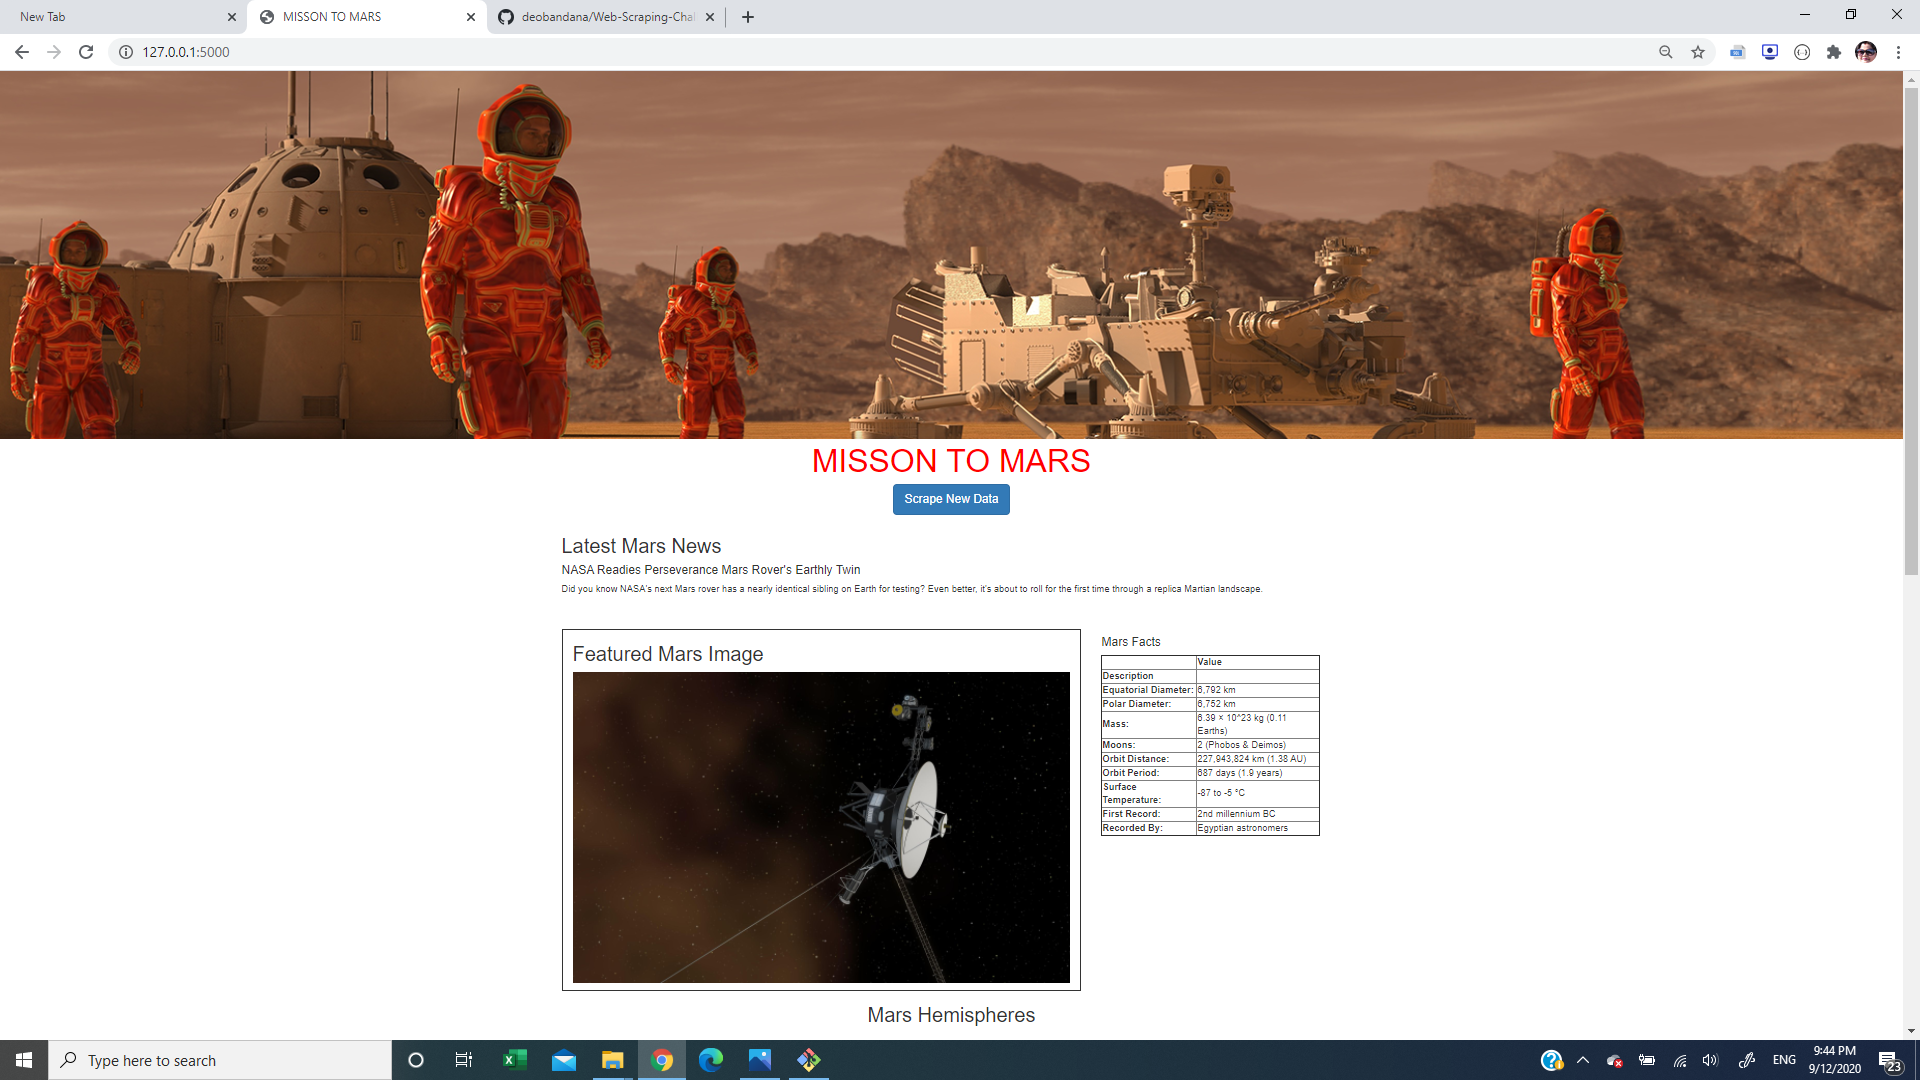 New Tab
MISSON TO MARS
deobandana/Web-Scraping-Chal
127.0.0.1:5000
MISSON TO MARS
Scrape New Data
Latest Mars News
NASA Readies Perseverance Mars Rover's Earthly Twin
Did you know NASA's next Mars rover has a nearly identical sibling on Earth for testing? Even better, it's about to roll for the first time through a replica Martian landscape.
Featured Mars Image
Mars Facts
Value
Description
Equatorial Diameter: 6,792 km
Polar Diameter: 6,752 km
Mass: 6.39 × 10^23 kg (0.11
Earths)
Moons: 2 (Phobos & Deimos)
Orbit Distance: 227,943,824 km (1.38 AU)
Orbit Period: 687 days (1.9 years)
Surface
Temperature: -87 to -5 °C
First Record: 2nd millennium BC
Recorded By: Egyptian astronomers
Mars Hemispheres
Type here to search
ENG
9:44 PM
9/12/2020
23